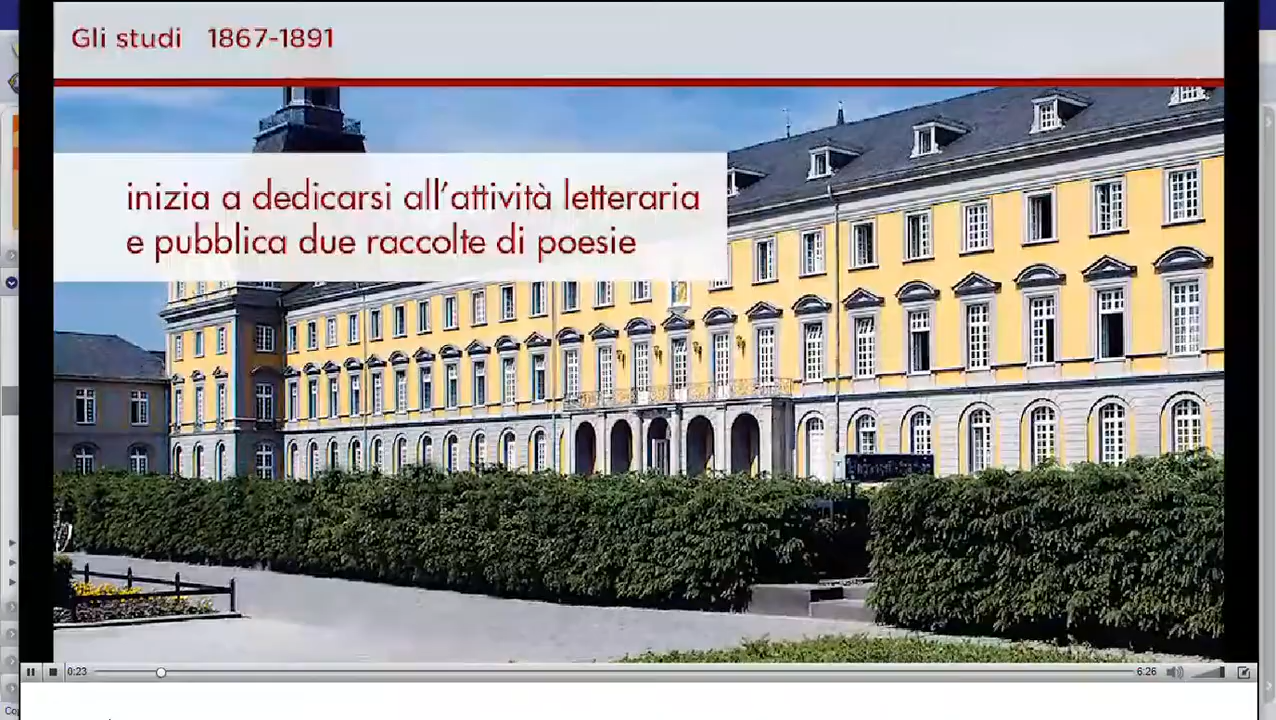 Gli studi 1867-1891
inizia a dedicarsi all'attività letteraria
e pubblica due raccolte di poesie
0:23
6:26